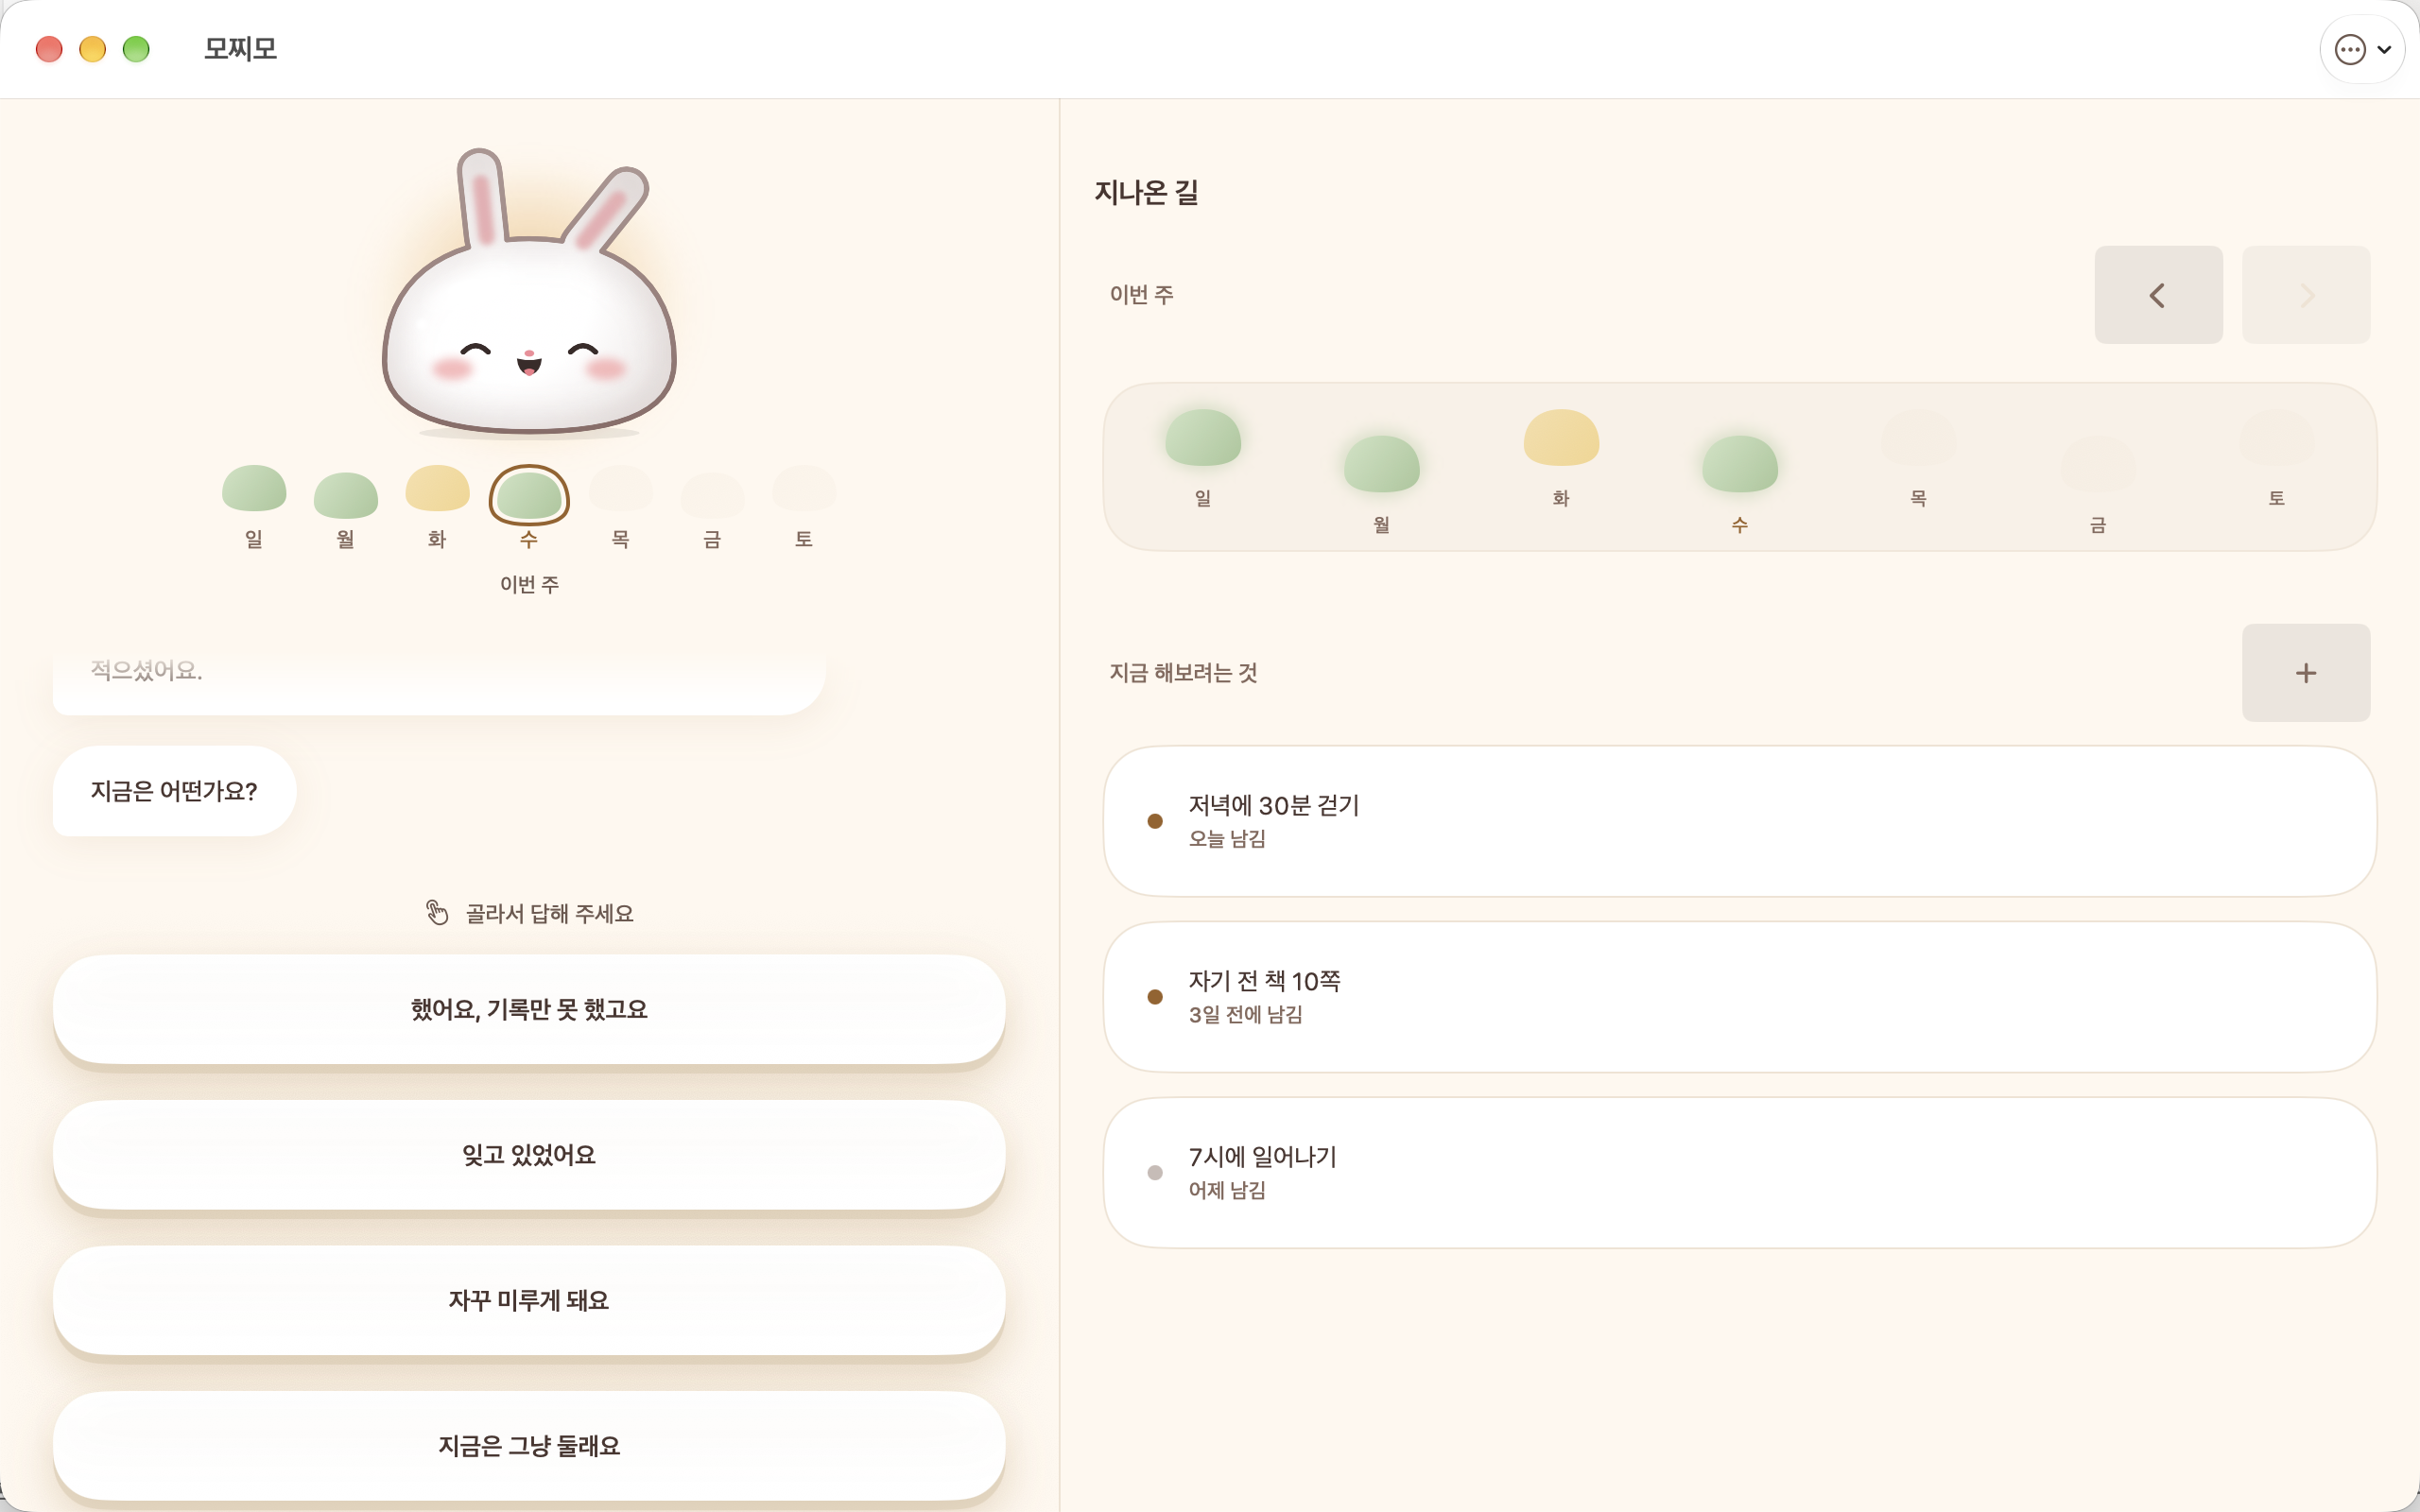 모찌모
일 월 화 수 목 금 토
이번 주
적으셨어요.
지금은 어떤가요?
골라서 답해 주세요
했어요, 기록만 못 했고요
잊고 있었어요
자꾸 미루게 돼요
지금은 그냥 둘래요
지나온 길
이번 주
일 월 화 수 목 금 토
지금 해보려는 것
저녁에 30분 걷기
오늘 남김
자기 전 책 10쪽
3일 전에 남김
7시에 일어나기
어제 남김